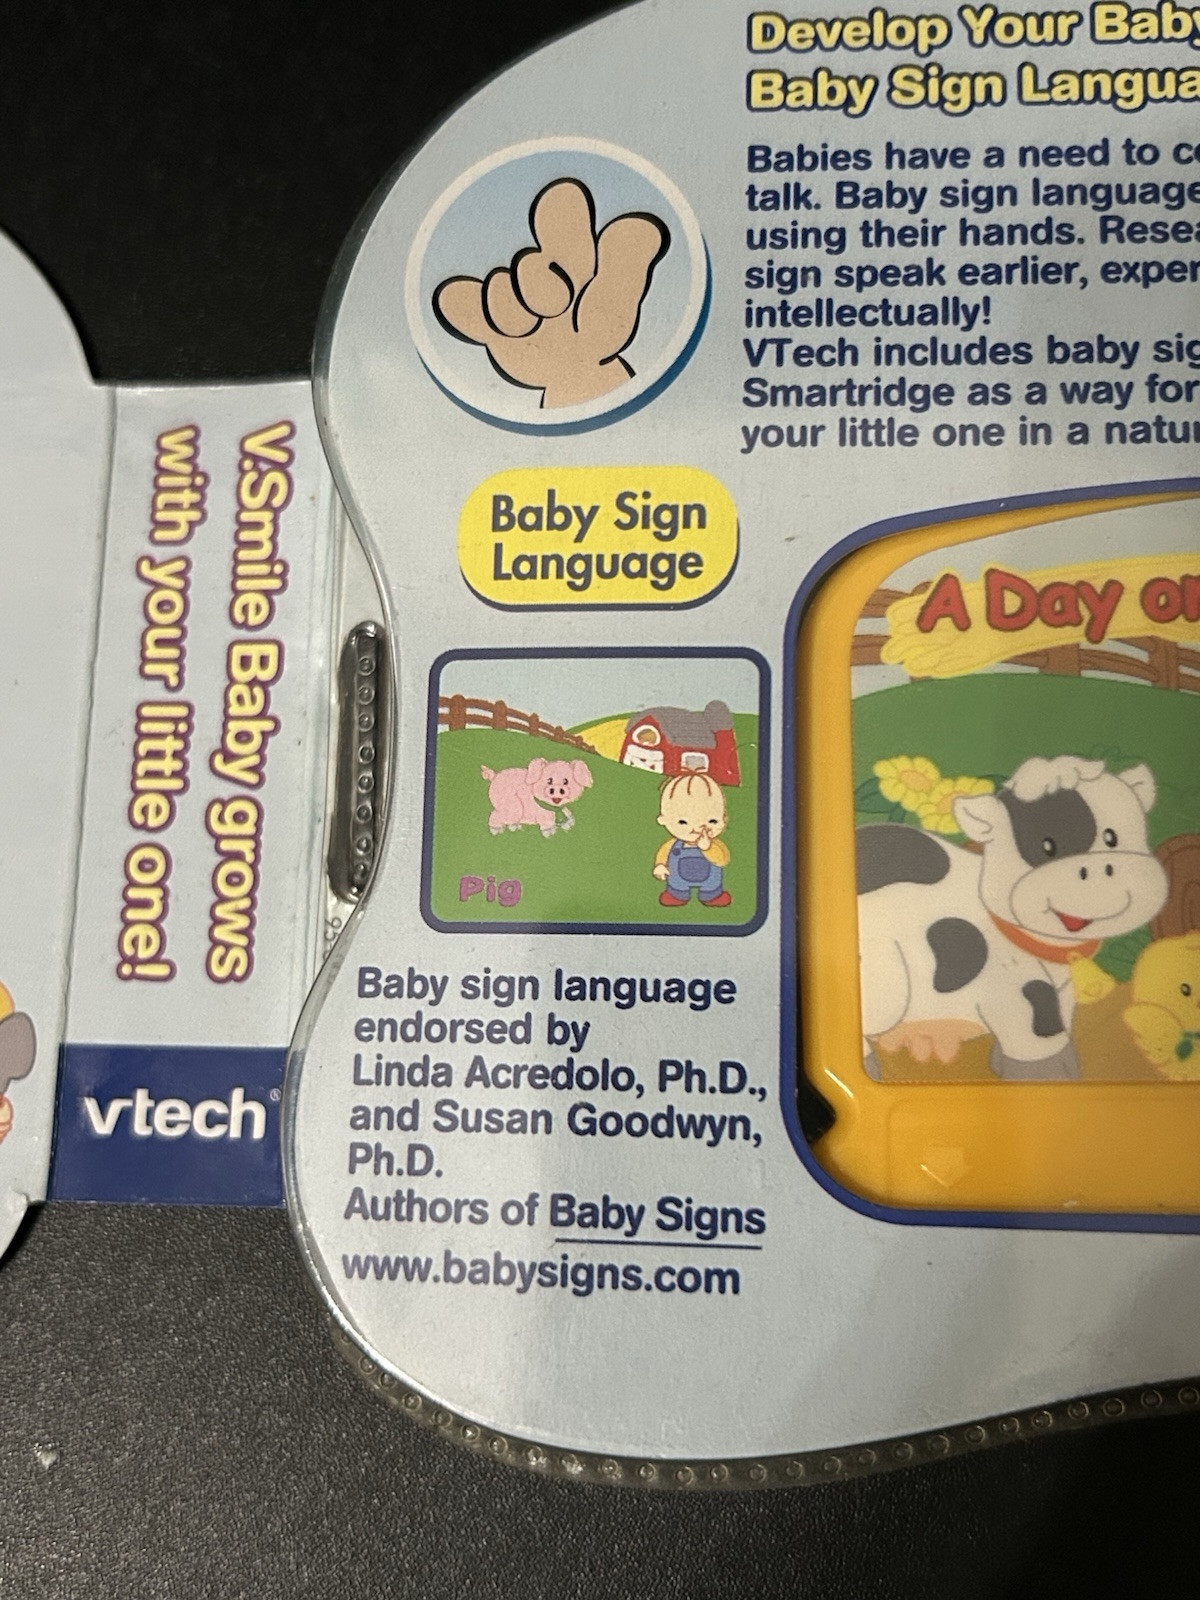 Develop Your Baby
Baby Sign Langua
Babies have a need to c
talk. Baby sign language
using their hands. Resea
sign speak earlier, exper
intellectually!
VTech includes baby sig
Smartridge as a way for
your little one in a natur
Baby Sign
Language
A Day on
Pig
Baby sign language
endorsed by
Linda Acredolo, Ph.D.,
and Susan Goodwyn,
Ph.D.
Authors of Baby Signs
www.babysigns.com
V.Smile Baby grows
with your little one!
vtech®